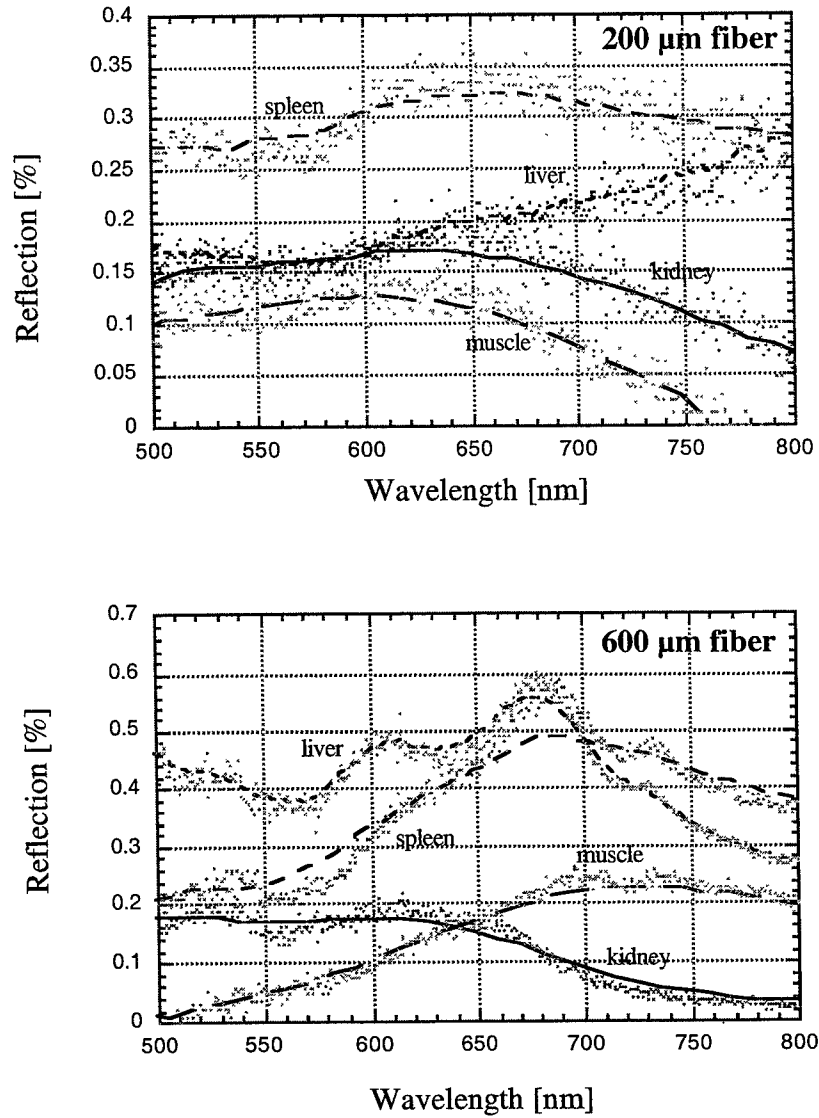 200 µm fiber
0.4
0.35
0.3
0.25
0.2
0.15
0.1
0.05
0
Reflection [%]
spleen
liver
kidney
muscle
500 550 600 650 700 750 800
Wavelength [nm]
600 µm fiber
0.7
0.6
0.5
0.4
0.3
0.2
0.1
0
Reflection [%]
liver
spleen
muscle
kidney
500 550 600 650 700 750 800
Wavelength [nm]